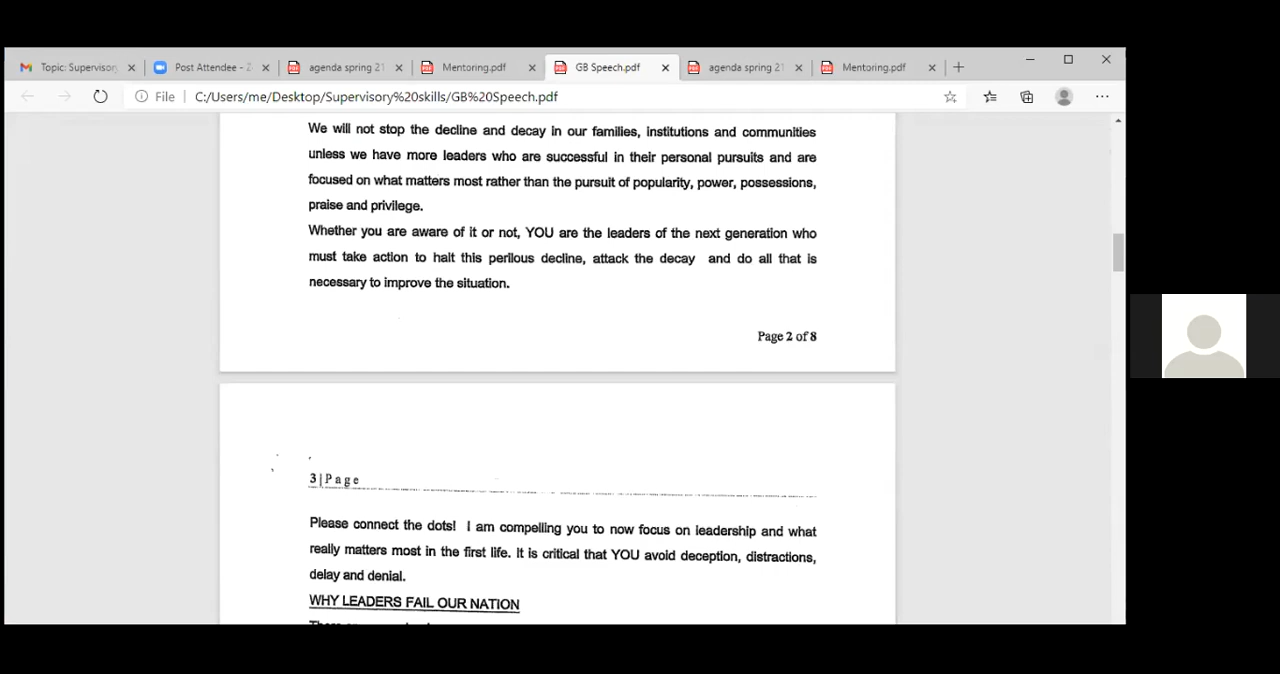 Topic: Supervisory
Post Attendee - Z
agenda spring 21
Mentoring.pdf
GB Speech.pdf
agenda spring 21
Mentoring.pdf
File
C:/Users/me/Desktop/Supervisory%20skills/GB%20Speech.pdf
We will not stop the decline and decay in our families, institutions and communities
unless we have more leaders who are successful in their personal pursuits and are
focused on what matters most rather than the pursuit of popularity, power, possessions,
praise and privilege.
Whether you are aware of it or not, YOU are the leaders of the next generation who
must take action to halt this perilous decline, attack the decay and do all that is
necessary to improve the situation.
Page 2 of 8
3|Page
Please connect the dots! I am compelling you to now focus on leadership and what
really matters most in the first life. It is critical that YOU avoid deception, distractions,
delay and denial.
WHY LEADERS FAIL OUR NATION